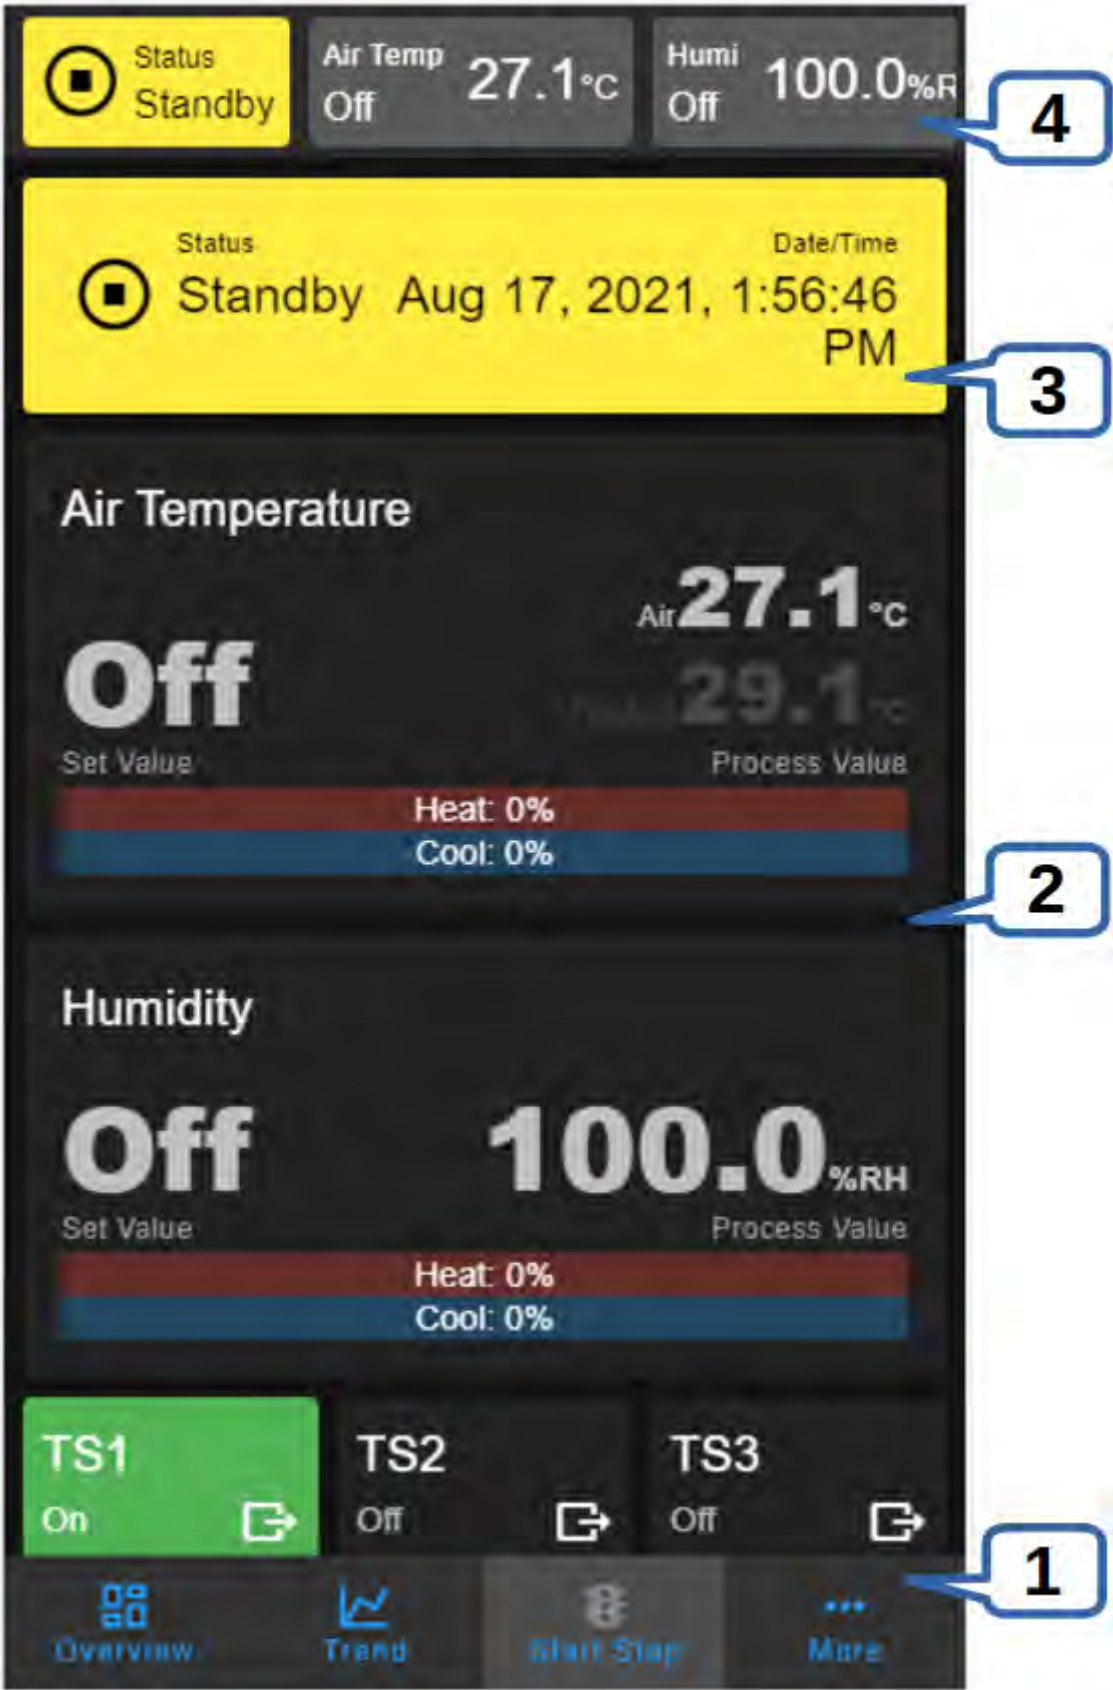 Status
Standby
Air Temp
Off
27.1°C
Humi
Off
100.0%R
4
Status
Standby
Date/Time
Aug 17, 2021, 1:56:46
PM
3
Air Temperature
Off
Set Value
Air 27.1°C
29.1°C
Process Value
Heat: 0%
Cool: 0%
2
Humidity
Off
Set Value
100.0%RH
Process Value
Heat: 0%
Cool: 0%
TS1
On
TS2
Off
TS3
Off
1
Overview
Trend
Start Stop
More